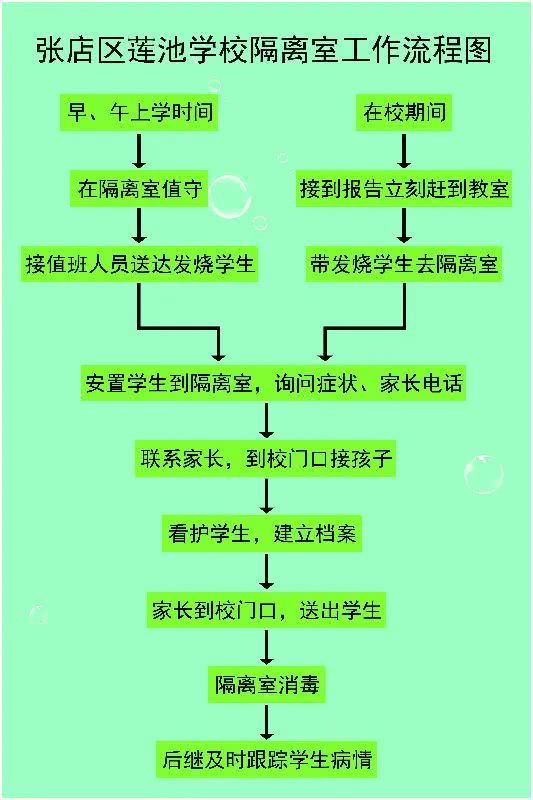 张店区莲池学校隔离室工作流程图
早、午上学时间
在校期间
在隔离室值守
接到报告立刻赶到教室
接值班人员送达发烧学生
带发烧学生去隔离室
安置学生到隔离室，询问症状、家长电话
联系家长，到校门口接孩子
看护学生，建立档案
家长到校门口，送出学生
隔离室消毒
后继及时跟踪学生病情